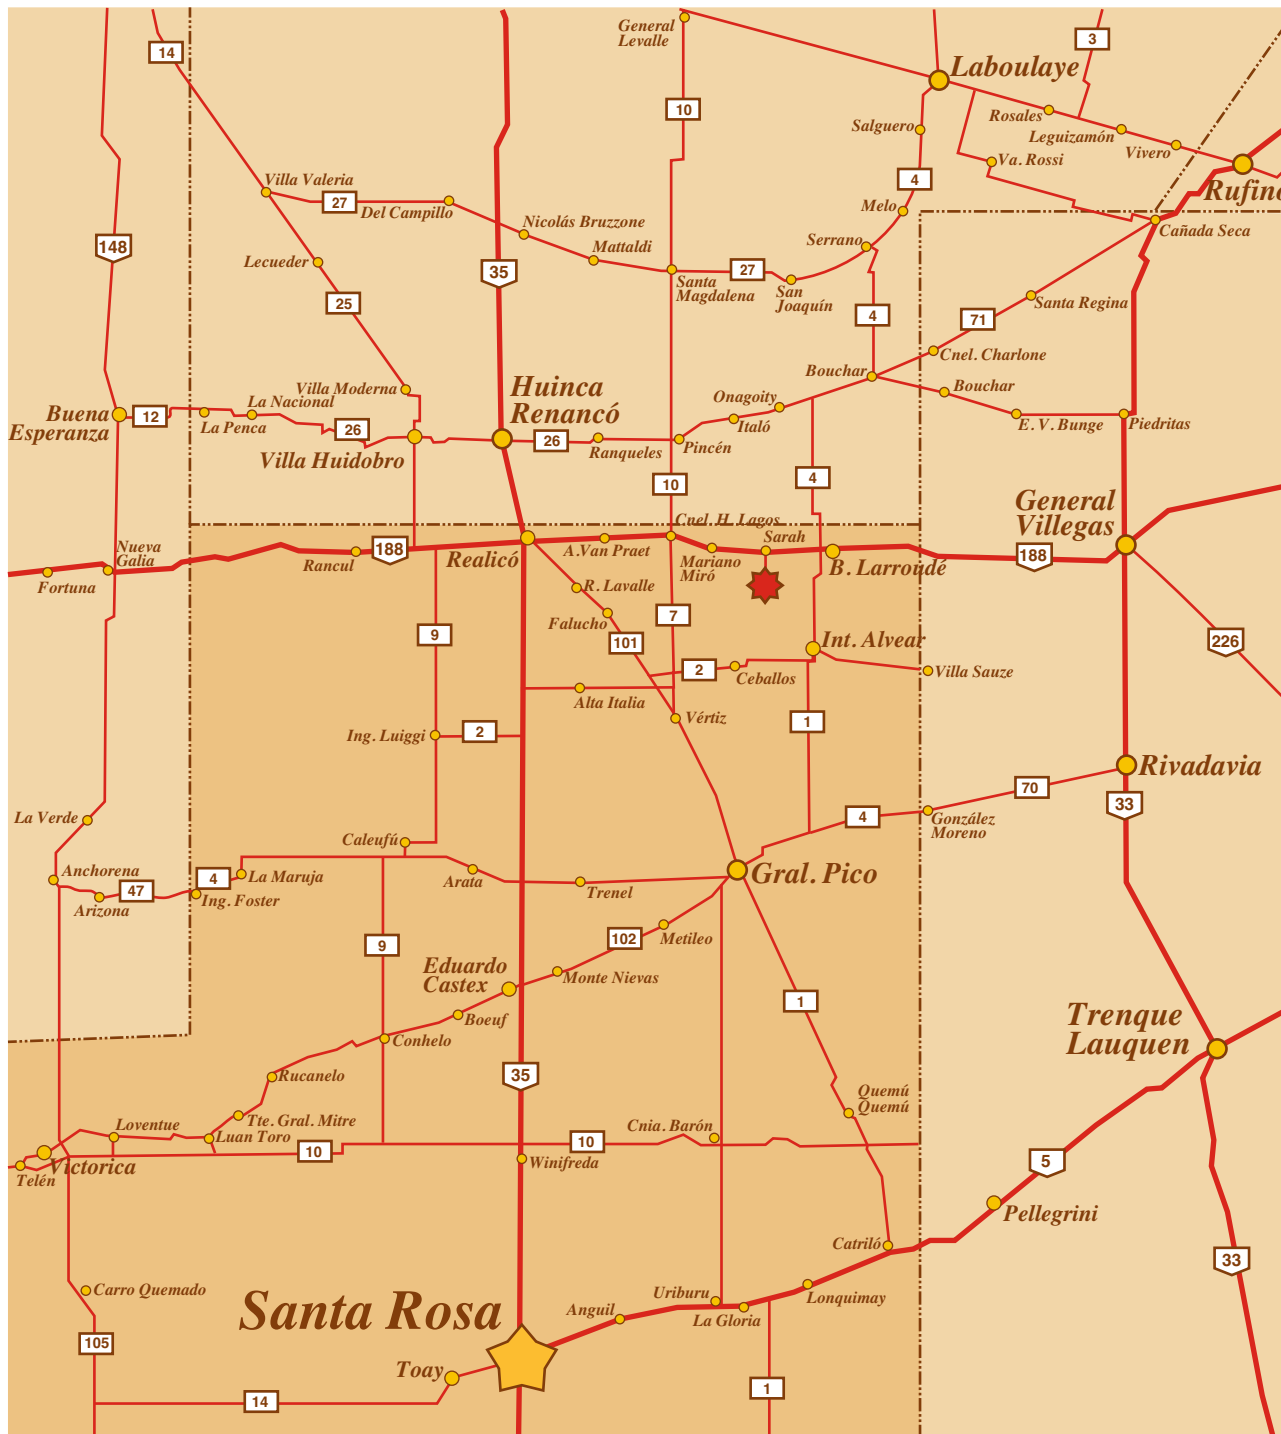 General
Levalle
14
3
Laboulaye
10
Rosales
Salguero
Leguizamón
Vivero
Va. Rossi
Rufino
4
Villa Valeria
27
Del Campillo
Melo
Nicolás Bruzzone
Cañada Seca
Serrano
148
Mattaldi
Lecueder
35
Santa
Magdalena
27
San
Joaquín
25
4
Santa Regina
71
Cnel. Charlone
Bouchar
Bouchar
Villa Moderna
Huinca
Renancó
Onagoity
La Nacional
Buena
Esperanza
12
La Penca
26
Italó
E. V. Bunge
Piedritas
Villa Huidobro
26
Ranqueles
Pincén
10
4
General
Villegas
Cnel. H. Lagos
Nueva
Galia
188
A.Van Praet
Sarah
Rancul
Realicó
Mariano
Miró
B. Larroudé
188
Fortuna
R. Lavalle
Falucho
7
9
101
Int. Alvear
226
2
Ceballos
Villa Sauze
Alta Italia
Vértiz
Ing. Luiggi
2
1
Rivadavia
70
33
La Verde
4
González
Moreno
Caleufú
Anchorena
4
La Maruja
Arata
Gral. Pico
47
Trenel
Arizona
Ing. Foster
102
Metileo
9
Eduardo
Castex
Monte Nievas
1
Boeuf
Trenque
Lauquen
Conhelo
35
Rucanelo
Quemú
Quemú
Tte. Gral. Mitre
Loventue
Cnia. Barón
Luan Toro
10
10
Victorica
Winifreda
5
Telén
Pellegrini
Catriló
33
Carro Quemado
Santa Rosa
Uriburu
Lonquimay
Anguil
La Gloria
105
Toay
1
14